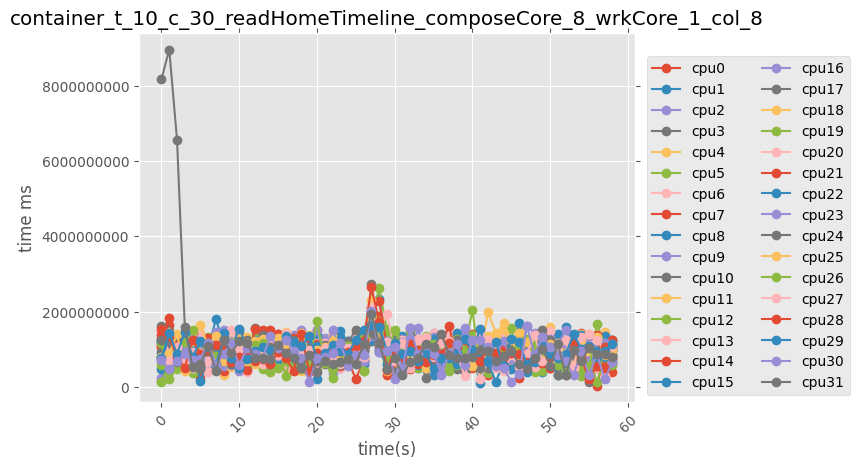 container_t_10_c_30_readHomeTimeline_composeCore_8_wrkCore_1_col_8
8000000000
6000000000
4000000000
2000000000
0
time ms
0
10
20
30
40
50
60
time(s)
cpu0
cpu1
cpu2
cpu3
cpu4
cpu5
cpu6
cpu7
cpu8
cpu9
cpu10
cpu11
cpu12
cpu13
cpu14
cpu15
cpu16
cpu17
cpu18
cpu19
cpu20
cpu21
cpu22
cpu23
cpu24
cpu25
cpu26
cpu27
cpu28
cpu29
cpu30
cpu31